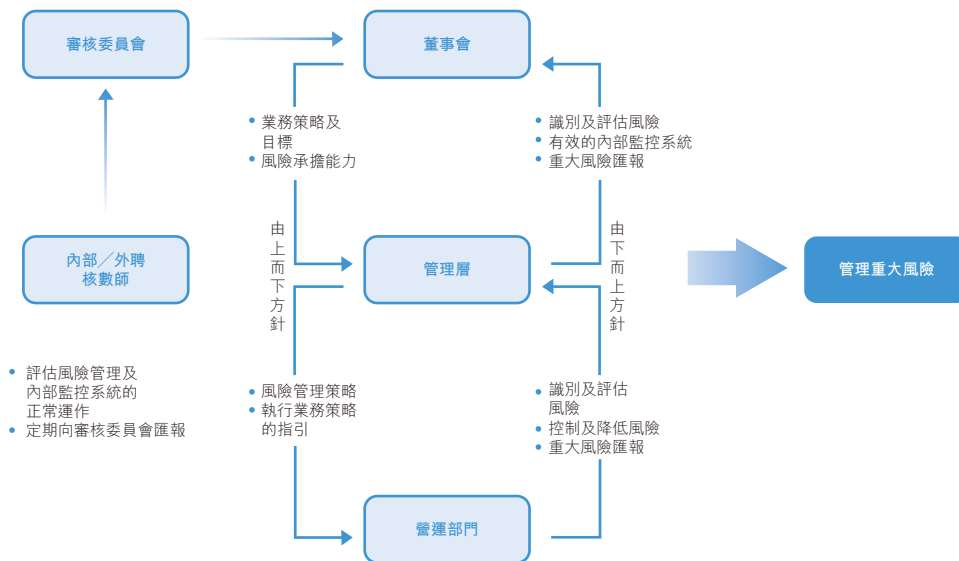 審核委員會
董事會
• 業務策略及
目標
• 風險承擔能力
• 識別及評估風險
• 有效的內部監控系統
• 重大風險匯報
由上而下方針
由下而上方針
內部／外聘
核數師
管理層
管理重大風險
• 評估風險管理及
內部監控系統的
正常運作
• 定期向審核委員會匯報
• 風險管理策略
• 執行業務策略
的指引
• 識別及評估
風險
• 控制及降低風險
• 重大風險匯報
營運部門